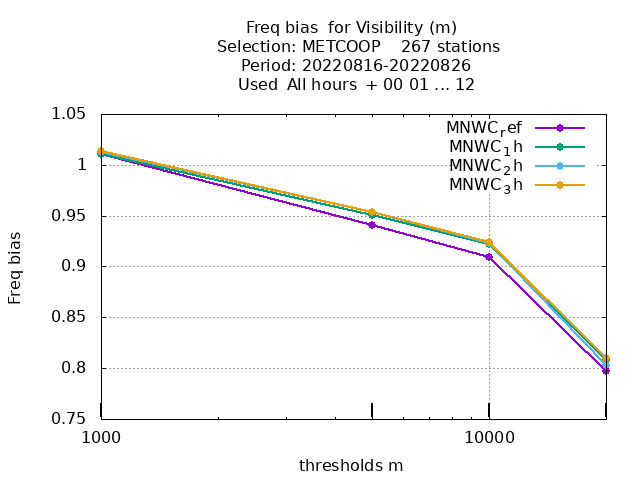 Freq bias  for Visibility (m)
Selection: METCOOP    267 stations
Period: 20220816-20220826
Used  All hours  + 00 01 ... 12
1.05
1
0.95
0.9
0.85
0.8
0.75
Freq bias
MNWC_ref
MNWC_1h
MNWC_2h
MNWC_3h
1000
10000
thresholds m